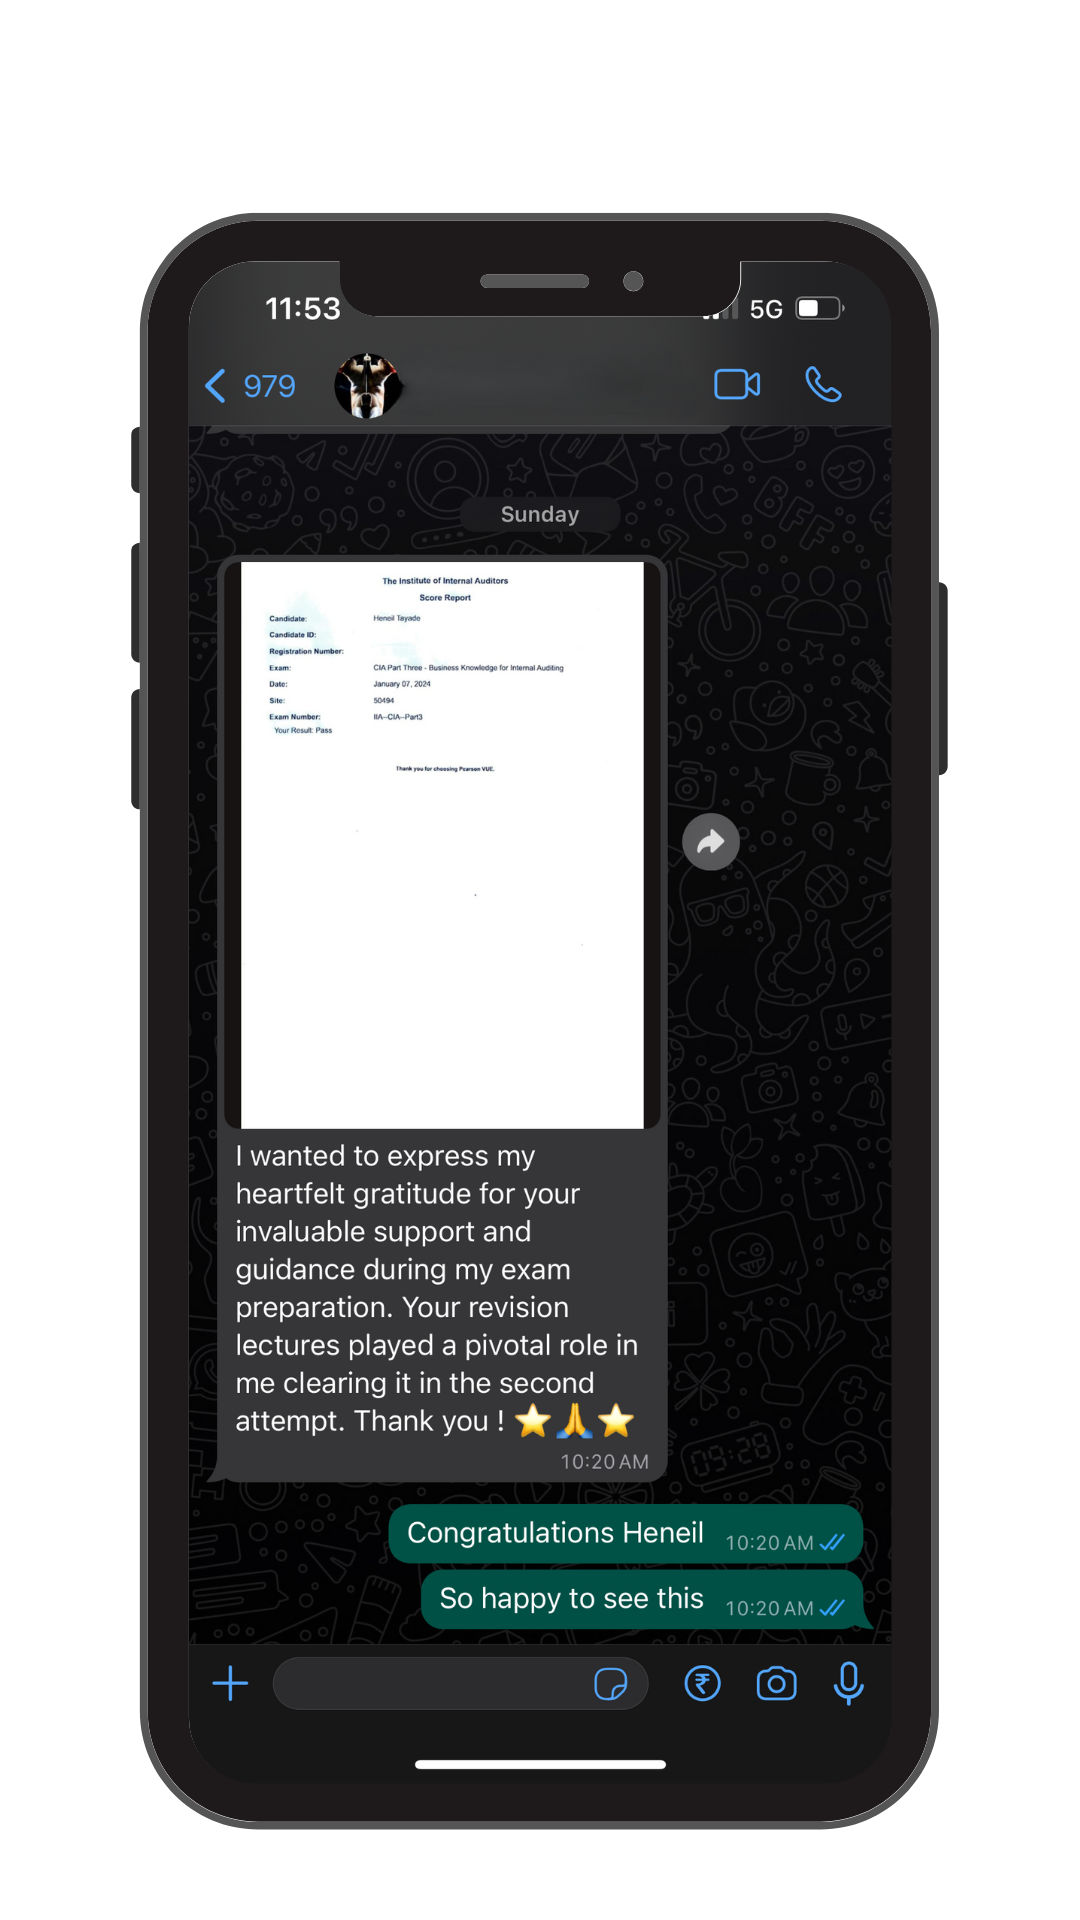 11:53
5G
979
Sunday
The Institute of Internal Auditors
Score Report
Candidate: Heneil Tayade
Candidate ID:
Registration Number:
Exam: CIA Part Three - Business Knowledge for Internal Auditing
Date: January 07, 2024
Site: 50494
Exam Number: IIA--CIA--Part3
Your Result: Pass
Thank you for choosing Pearson VUE.
I wanted to express my
heartfelt gratitude for your
invaluable support and
guidance during my exam
preparation. Your revision
lectures played a pivotal role in
me clearing it in the second
attempt. Thank you ! ⭐🙏⭐
10:20 AM
Congratulations Heneil 10:20 AM
So happy to see this 10:20 AM